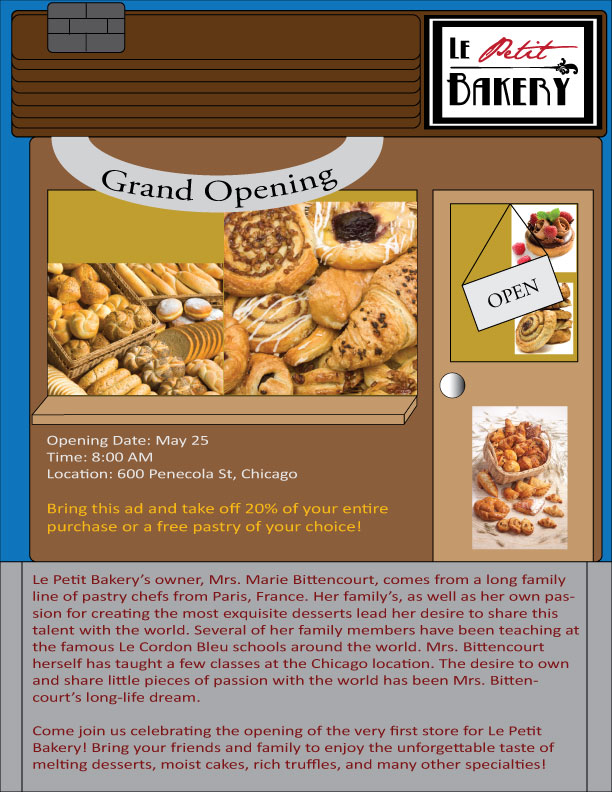 LE Petit
BAKERY
Grand Opening
OPEN
Opening Date: May 25
Time: 8:00 AM
Location: 600 Penecola St, Chicago
Bring this ad and take off 20% of your entire
purchase or a free pastry of your choice!
Le Petit Bakery’s owner, Mrs. Marie Bittencourt, comes from a long family
line of pastry chefs from Paris, France. Her family’s, as well as her own pas-
sion for creating the most exquisite desserts lead her desire to share this
talent with the world. Several of her family members have been teaching at
the famous Le Cordon Bleu schools around the world. Mrs. Bittencourt
herself has taught a few classes at the Chicago location. The desire to own
and share little pieces of passion with the world has been Mrs. Bitten-
court’s long-life dream.
Come join us celebrating the opening of the very first store for Le Petit
Bakery! Bring your friends and family to enjoy the unforgettable taste of
melting desserts, moist cakes, rich truffles, and many other specialties!